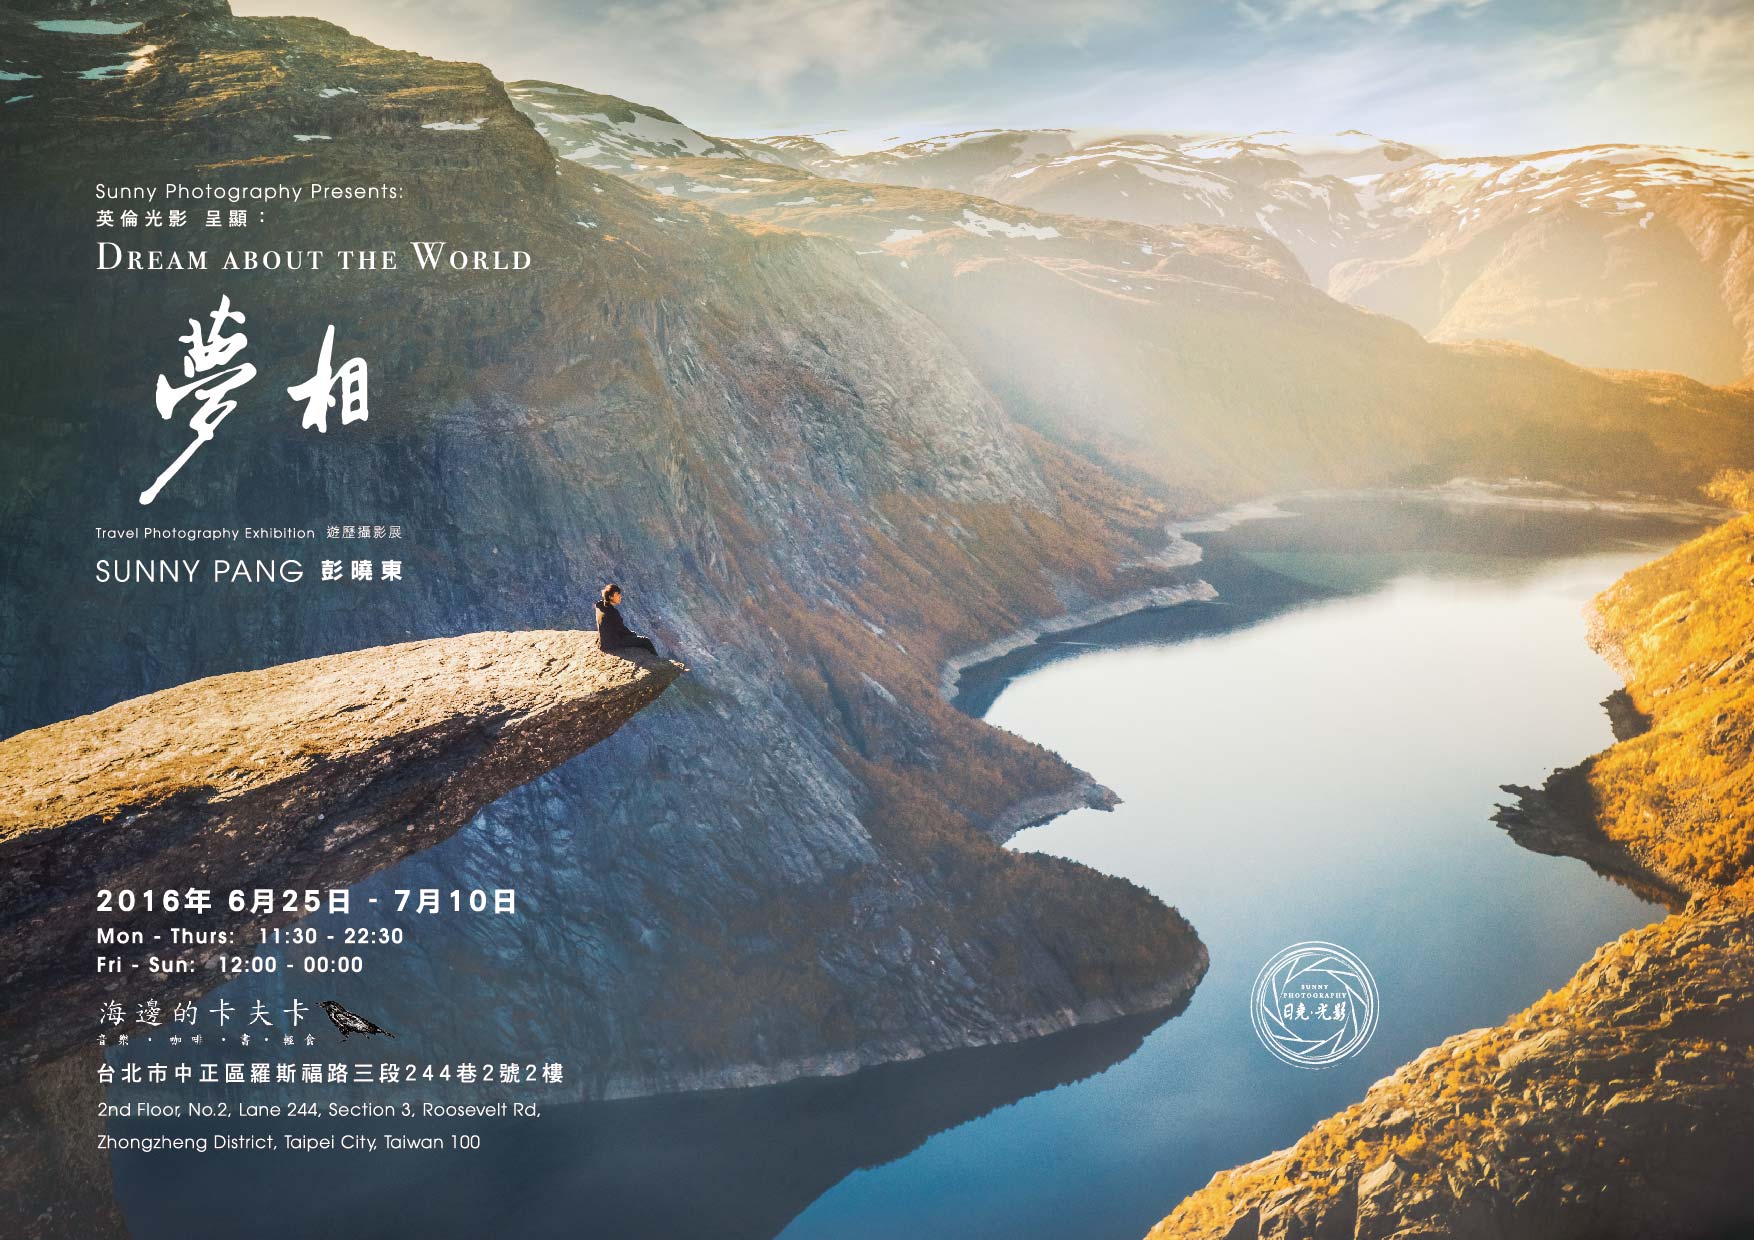 Sunny Photography Presents:
英倫光影 呈顯：
DREAM ABOUT THE WORLD
夢相
Travel Photography Exhibition 遊歷攝影展
SUNNY PANG 彭曉東
2016年 6月25日 - 7月10日
Mon - Thurs: 11:30 - 22:30
Fri - Sun: 12:00 - 00:00
海邊的卡夫卡
音樂・咖啡・書・輕食
台北市中正區羅斯福路三段244巷2號2樓
2nd Floor, No.2, Lane 244, Section 3, Roosevelt Rd,
Zhongzheng District, Taipei City, Taiwan 100
SUNNY
PHOTOGRAPHY
日堯·光影